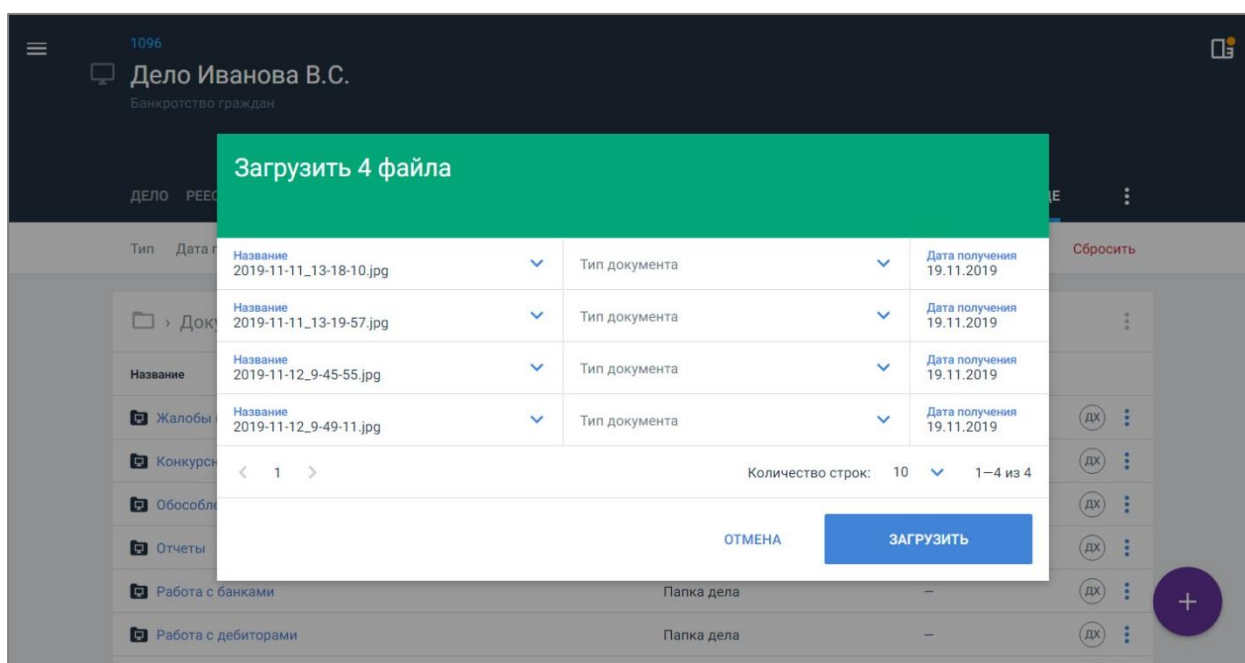 1096
Дело Иванова В.С.
Банкротство граждан
Загрузить 4 файла
ДЕЛО
Тип Дата
Сбросить
Название
2019-11-11_13-18-10.jpg
Тип документа
Дата получения
19.11.2019
Название
2019-11-11_13-19-57.jpg
Тип документа
Дата получения
19.11.2019
Название
2019-11-12_9-45-55.jpg
Тип документа
Дата получения
19.11.2019
Название
2019-11-12_9-49-11.jpg
Тип документа
Дата получения
19.11.2019
< 1 >
Количество строк: 10 1—4 из 4
ОТМЕНА
ЗАГРУЗИТЬ
Название
Жалобы
ДХ
ДХ
ДХ
Отчеты
ДХ
Работа с банками
Папка дела
—
ДХ
Работа с дебиторами
Папка дела
—
ДХ
+